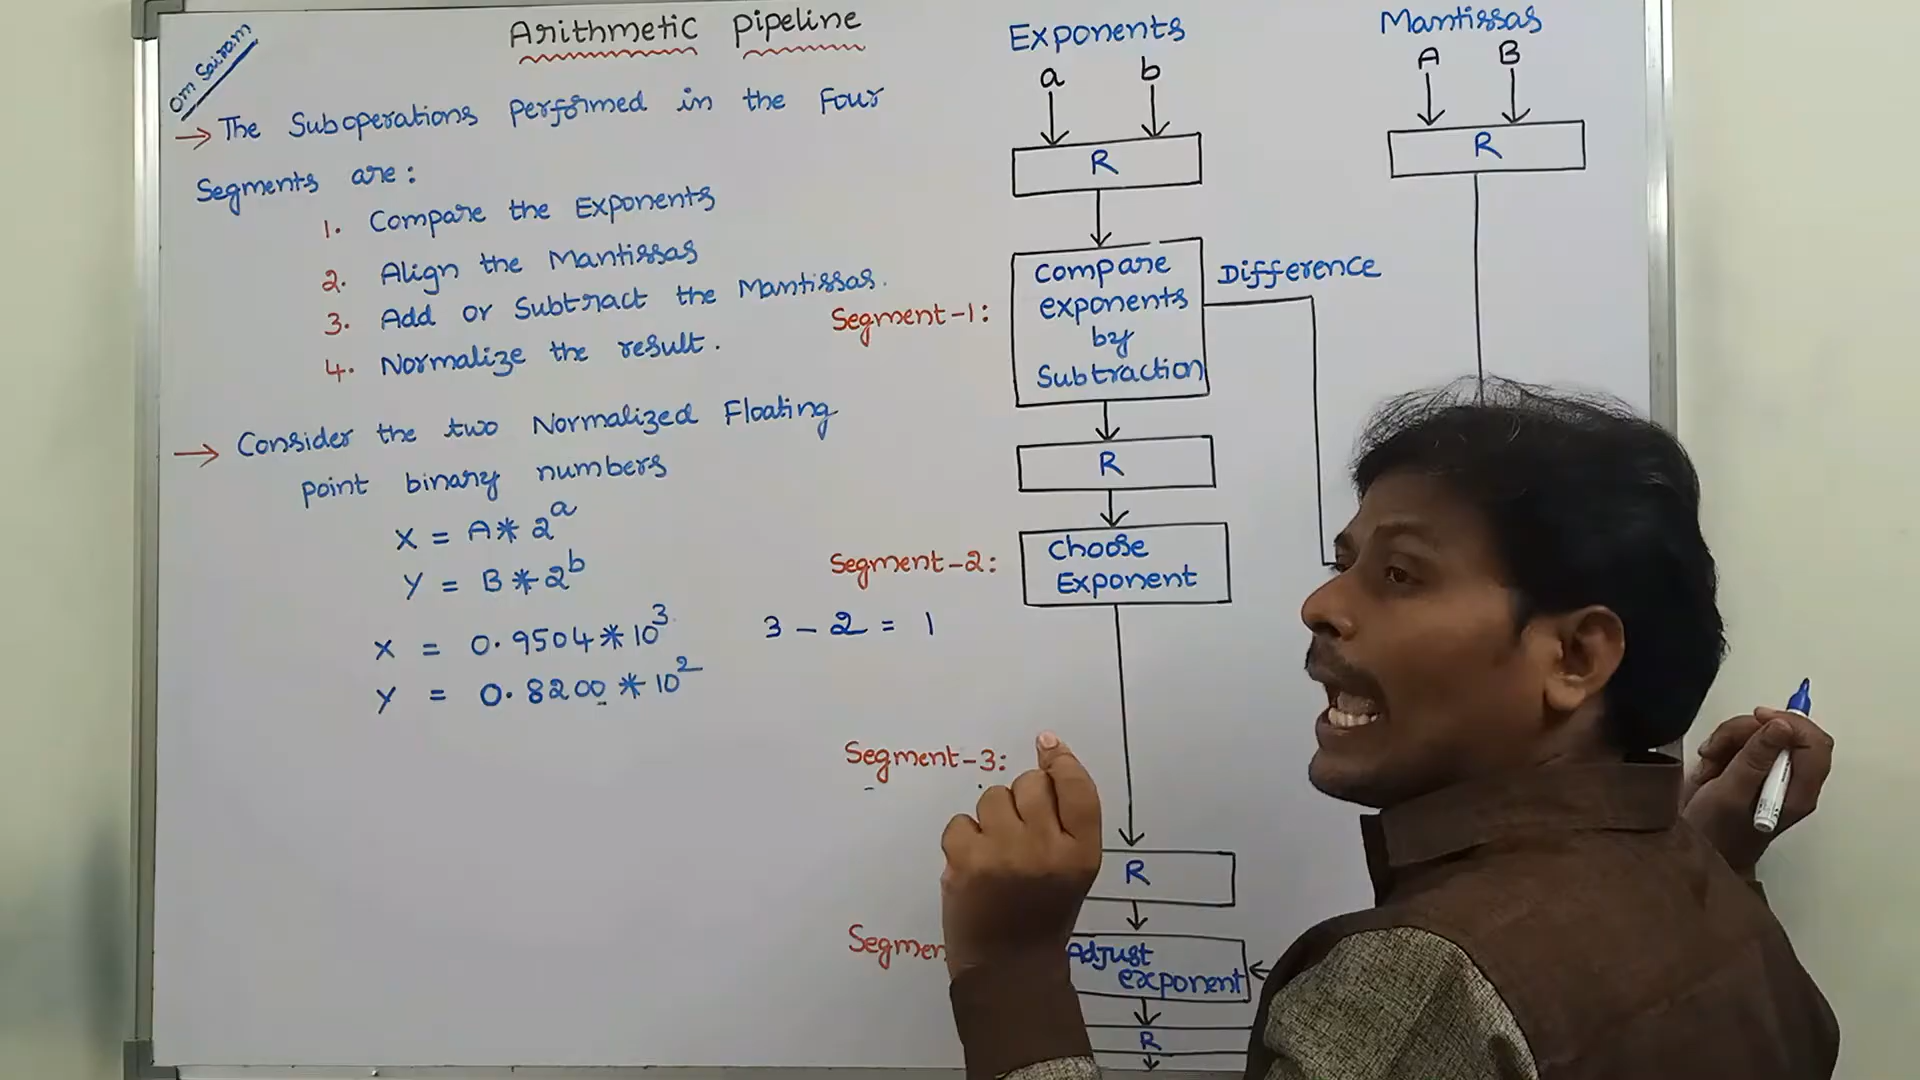 Om Sairam
Arithmetic Pipeline
→ The Suboperations performed in the Four
Segments are:
1. Compare the Exponents
2. Align the Mantissas
3. Add or Subtract the Mantissas.
4. Normalize the result.
→ Consider the two Normalized Floating
point binary numbers
X = A * 2^a
Y = B * 2^b
X = 0.9504 * 10^3
Y = 0.8200 * 10^2
3 - 2 = 1
Exponents
a b
R
Segment-1:
Compare
exponents
by
Subtraction
Difference
R
Segment-2:
Choose
Exponent
Segment-3:
R
Adjust
exponent
R
Mantissas
A B
R